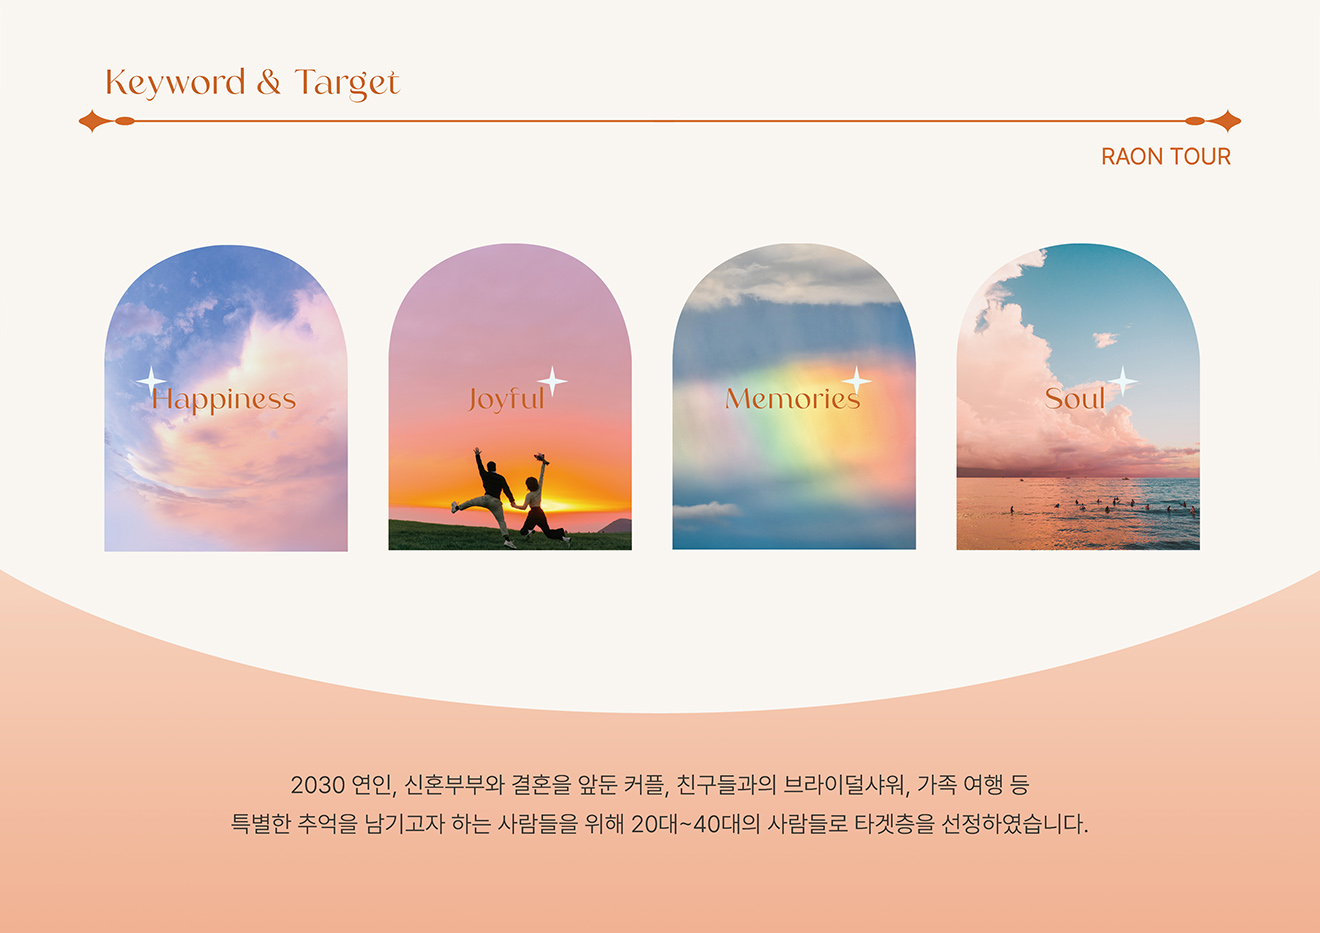 Keyword & Target
RAON TOUR
Happiness
Joyful
Memories
Soul
2030 연인, 신혼부부와 결혼을 앞둔 커플, 친구들과의 브라이덜샤워, 가족 여행 등
특별한 추억을 남기고자 하는 사람들을 위해 20대~40대의 사람들로 타겟층을 선정하였습니다.